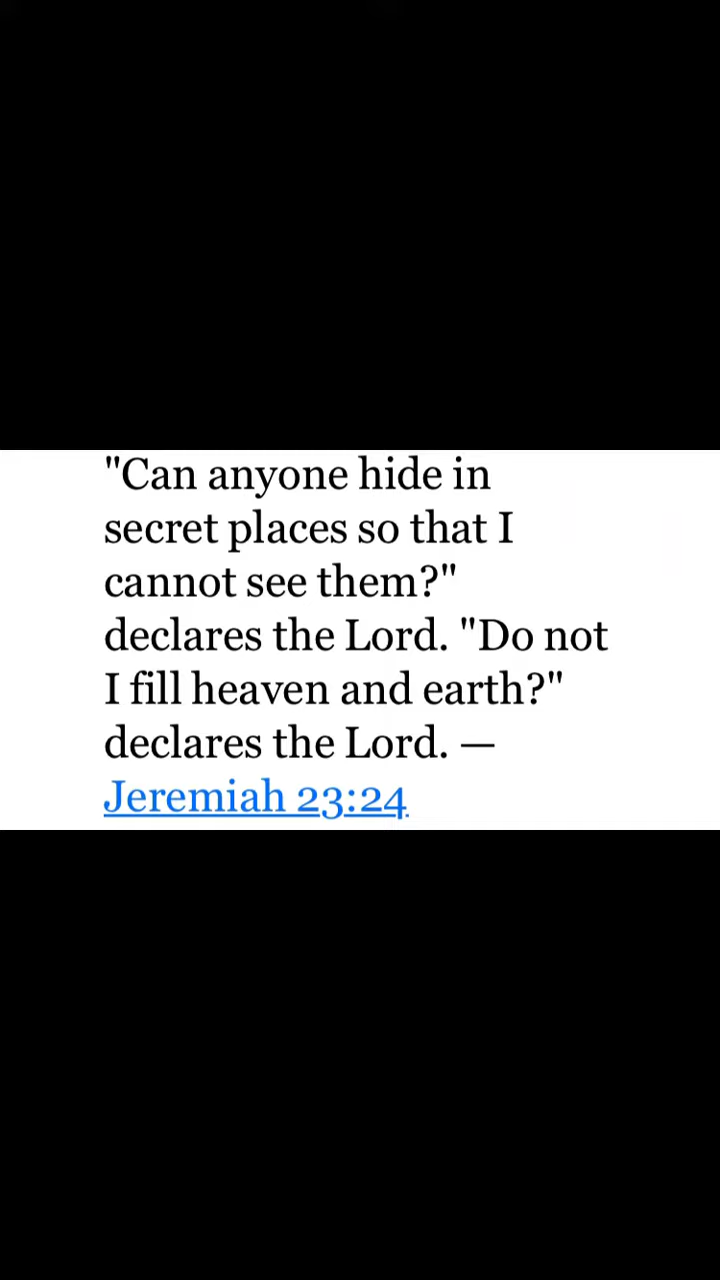 "Can anyone hide in
secret places so that I
cannot see them?"
declares the Lord. "Do not
I fill heaven and earth?"
declares the Lord. —
Jeremiah 23:24